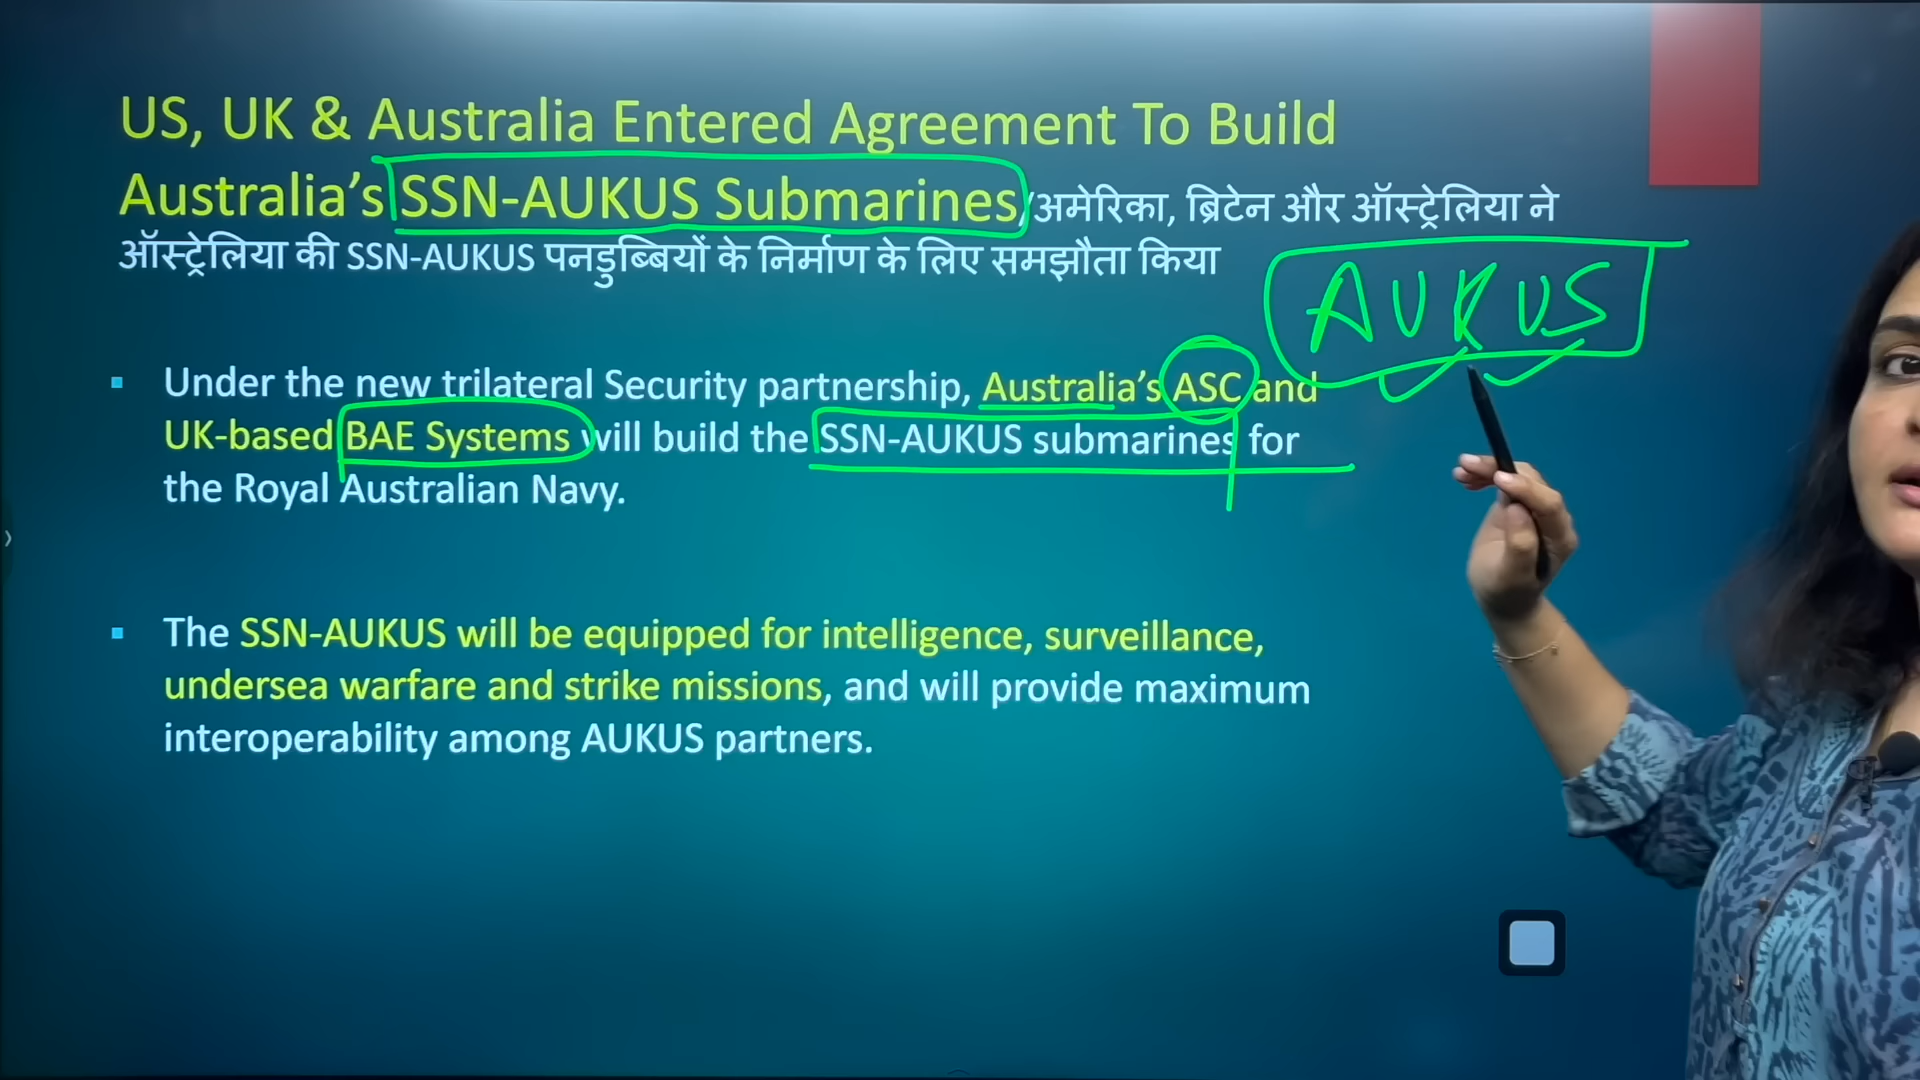 US, UK & Australia Entered Agreement To Build
Australia’s SSN-AUKUS Submarines/अमेरिका, ब्रिटेन और ऑस्ट्रेलिया ने
ऑस्ट्रेलिया की SSN-AUKUS पनडुब्बियों के निर्माण के लिए समझौता किया
AUKUS
▪ Under the new trilateral Security partnership, Australia’s ASC and
UK-based BAE Systems will build the SSN-AUKUS submarines for
the Royal Australian Navy.
▪ The SSN-AUKUS will be equipped for intelligence, surveillance,
undersea warfare and strike missions, and will provide maximum
interoperability among AUKUS partners.